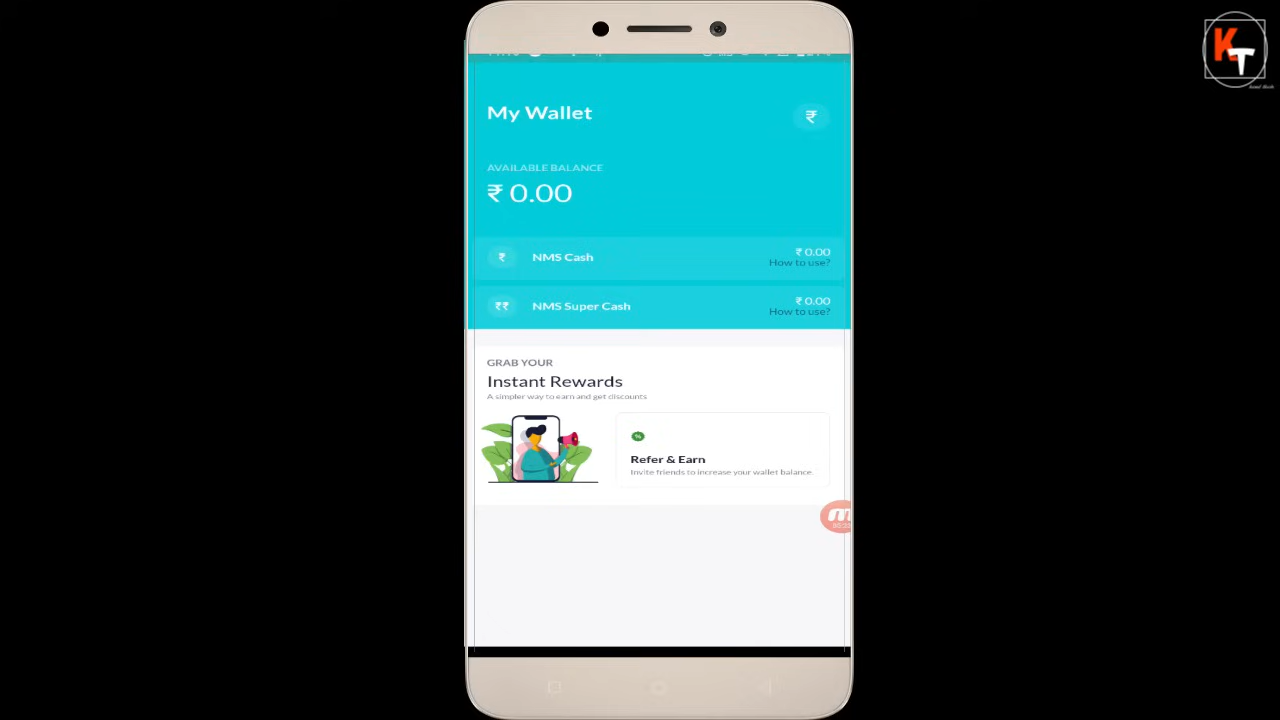 KT
My Wallet
₹
AVAILABLE BALANCE
₹ 0.00
₹
NMS Cash
₹ 0.00
How to use?
₹₹
NMS Super Cash
₹ 0.00
How to use?
GRAB YOUR
Instant Rewards
A simpler way to earn and get discounts
%
Refer & Earn
Invite friends to increase your wallet balance.